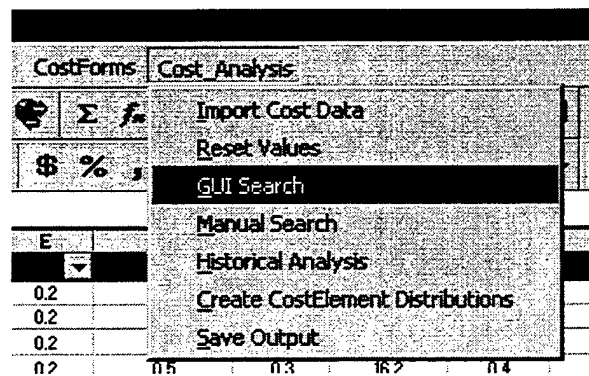 CostForms Cost_Analysis
Σ f
Import Cost Data
$ % ,
Reset Values
GUI Search
Manual Search
E
Historical Analysis
0.2
Create CostElement Distributions
0.2
0.2
Save Output
0.2 0.5 0.3 16.2 0.4